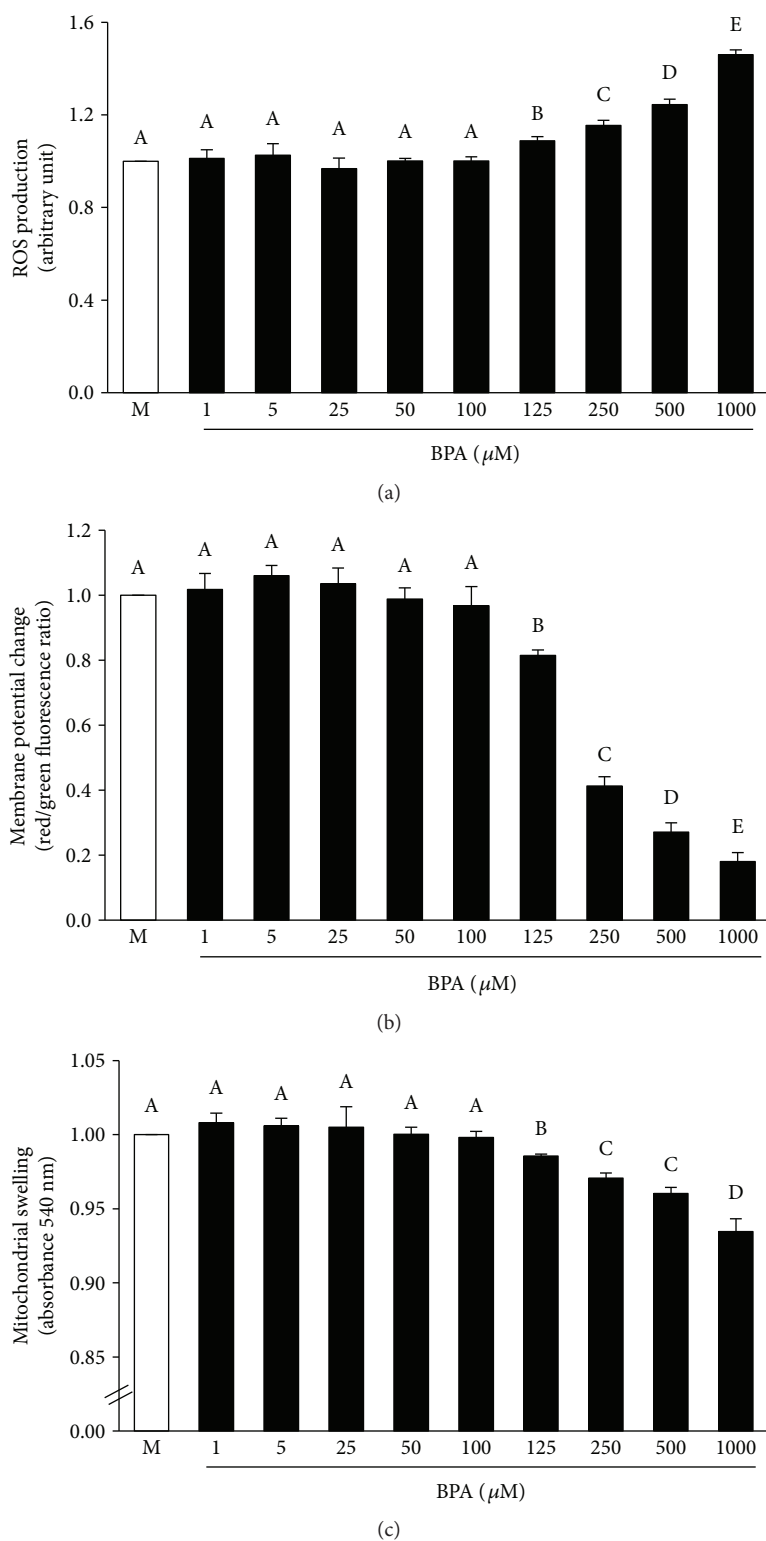 1.6
1.2
0.8
0.4
0.0
ROS production
(arbitrary unit)
A A A A A A B C D E
M 1 5 25 50 100 125 250 500 1000
BPA (μM)
(a)
1.2
1.0
0.8
0.6
0.4
0.2
0.0
Membrane potential change
(red/green fluorescence ratio)
A A A A A A B C D E
M 1 5 25 50 100 125 250 500 1000
BPA (μM)
(b)
1.05
1.00
0.95
0.90
0.85
0.00
Mitochondrial swelling
(absorbance 540 nm)
A A A A A A B C C D
M 1 5 25 50 100 125 250 500 1000
BPA (μM)
(c)